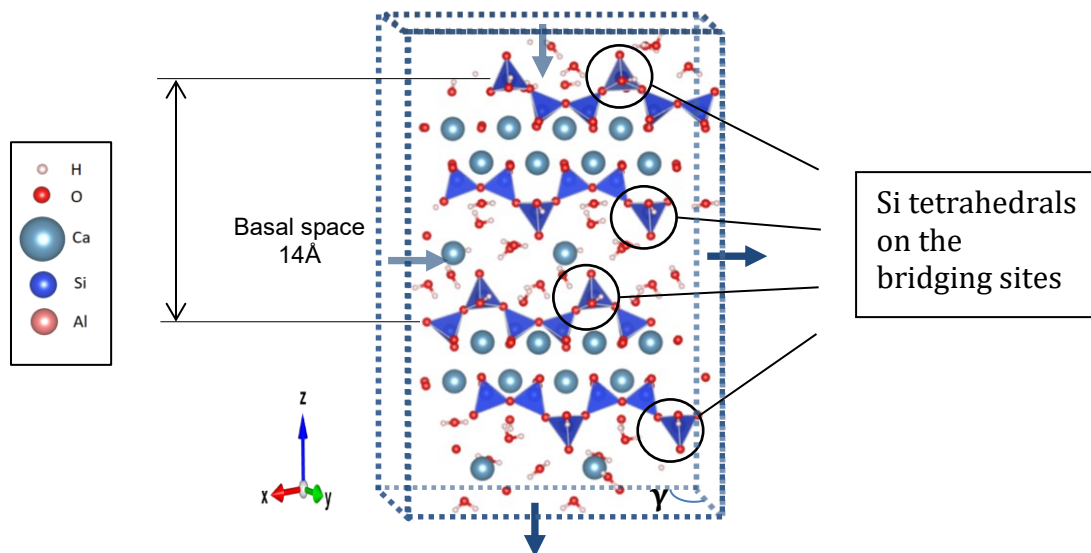 H
O
Ca
Si
Al
Basal space
14Å
Si tetrahedrals
on the
bridging sites
z
x
y
γ